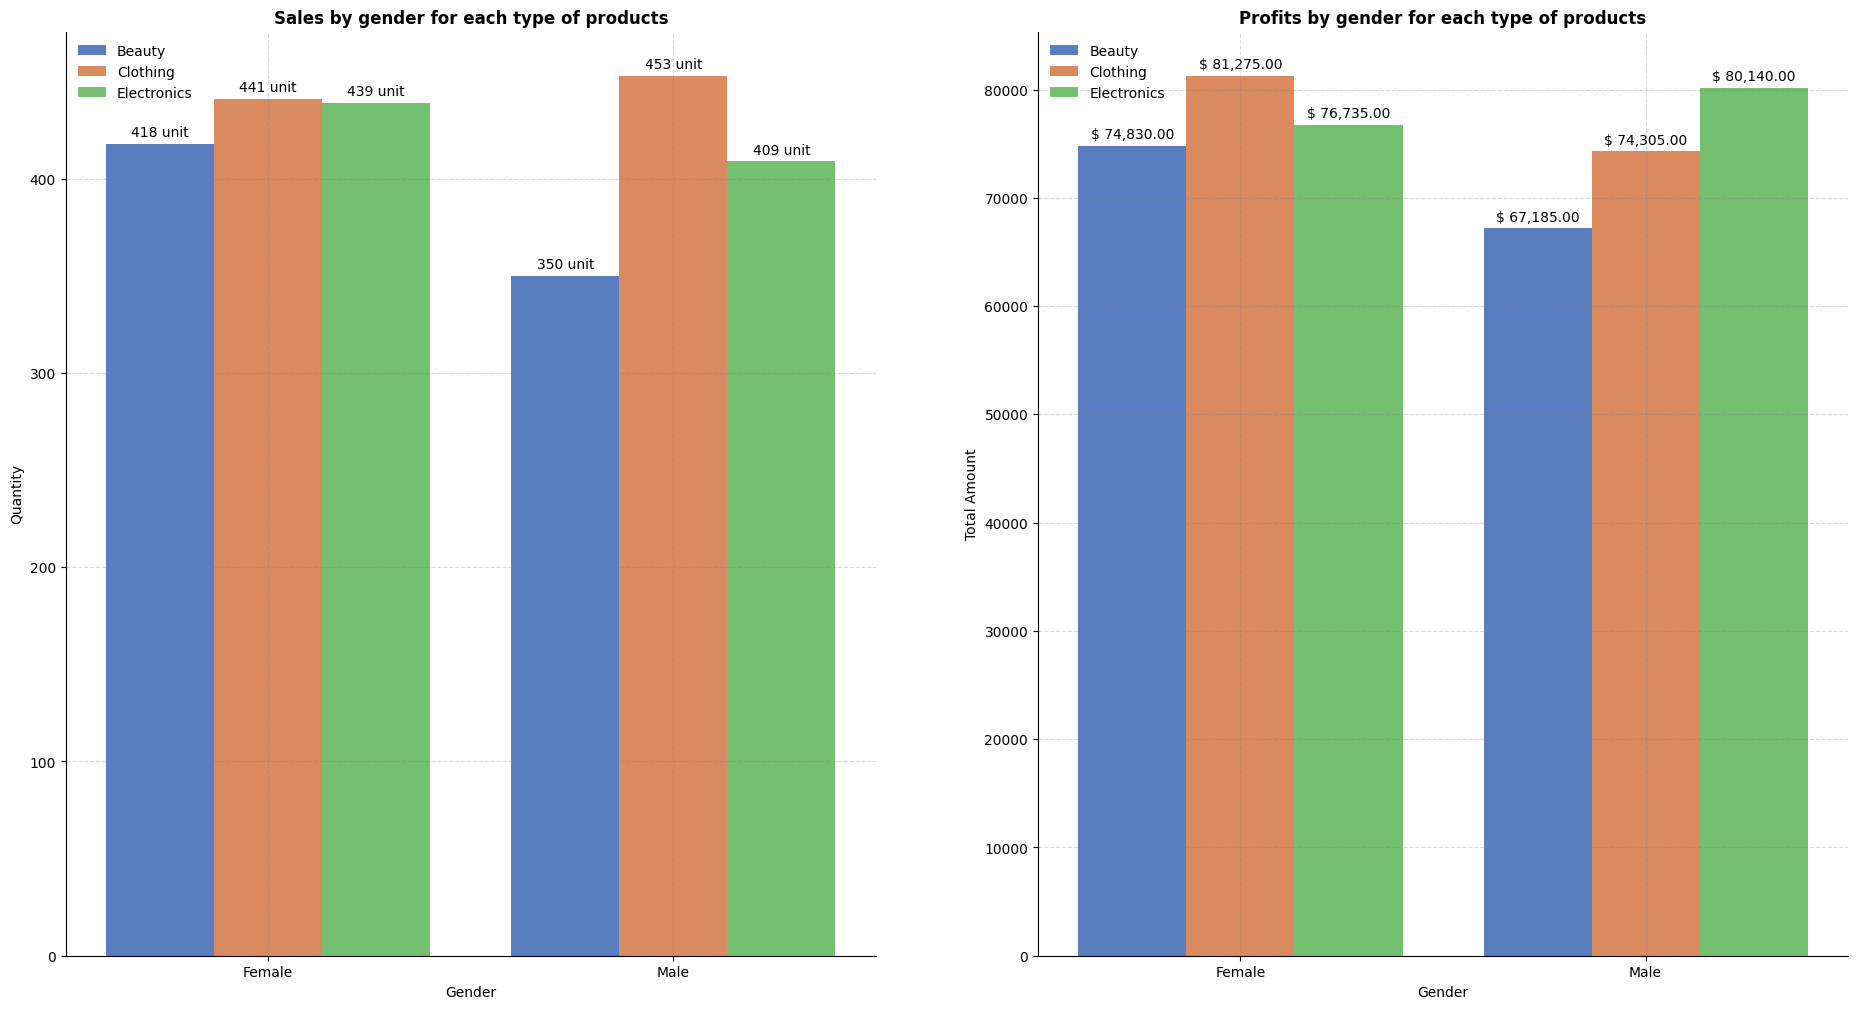 Sales by gender for each type of products
Beauty
Clothing
Electronics
418 unit
441 unit
439 unit
350 unit
453 unit
409 unit
400
300
200
100
0
Quantity
Female
Male
Gender
Profits by gender for each type of products
Beauty
Clothing
Electronics
$ 74,830.00
$ 81,275.00
$ 76,735.00
$ 67,185.00
$ 74,305.00
$ 80,140.00
80000
70000
60000
50000
40000
30000
20000
10000
0
Total Amount
Female
Male
Gender